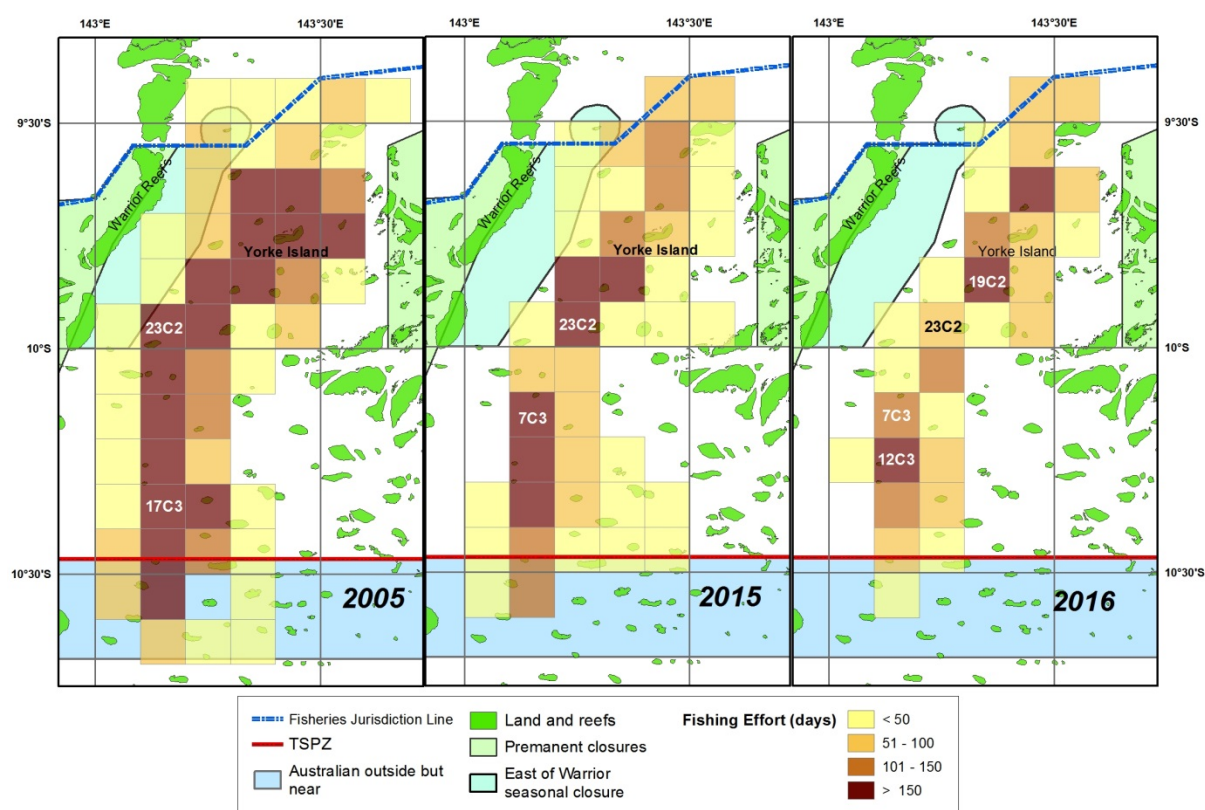 143°E
143°30'E
143°E
143°30'E
143°E
143°30'E
9°30'S
9°30'S
Warrior Reefs
Warrior Reefs
Warrior Reefs
Yorke Island
Yorke Island
Yorke Island
19C2
23C2
23C2
23C2
10°S
10°S
7C3
7C3
12C3
17C3
10°30'S
10°30'S
2005
2015
2016
Fisheries Jurisdiction Line
TSPZ
Australian outside but
near
Land and reefs
Premanent closures
East of Warrior
seasonal closure
Fishing Effort (days)
< 50
51 - 100
101 - 150
> 150